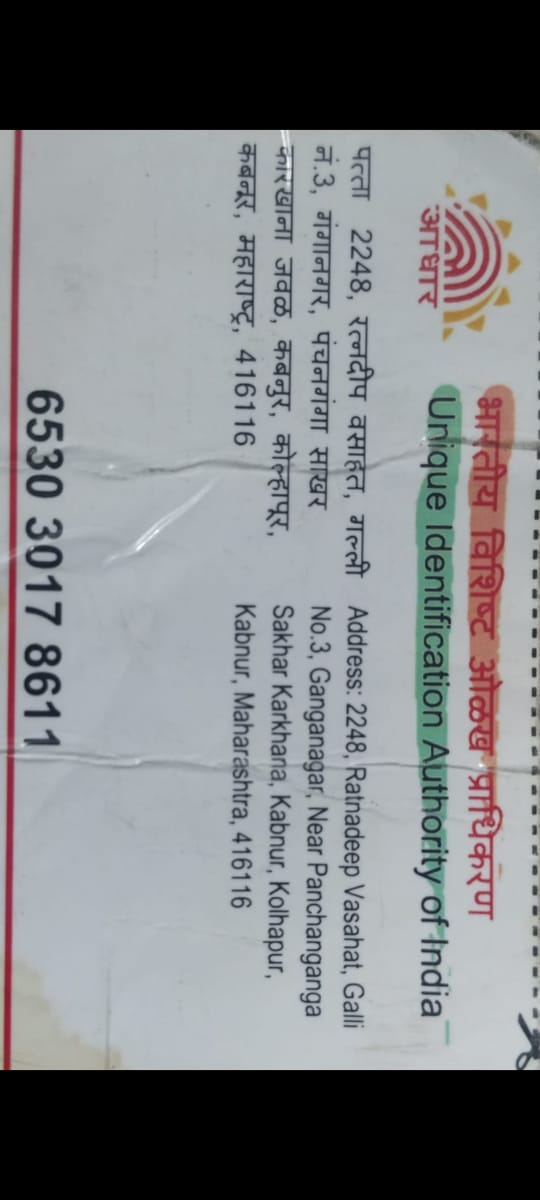 आधार
भारतीय विशिष्ट ओळख प्राधिकरण
Unique Identification Authority of India
पत्ता 2248, रत्नदीप वसाहत, गल्ली
नं.3, गंगानगर, पंचनगंगा साखर
कारखाना जवळ, कबनुर, कोल्हापूर,
कबनूर, महाराष्ट्र, 416116
Address: 2248, Ratnadeep Vasahat, Galli
No.3, Ganganagar, Near Panchanganga
Sakhar Karkhana, Kabnur, Kolhapur,
Kabnur, Maharashtra, 416116
6530 3017 8611